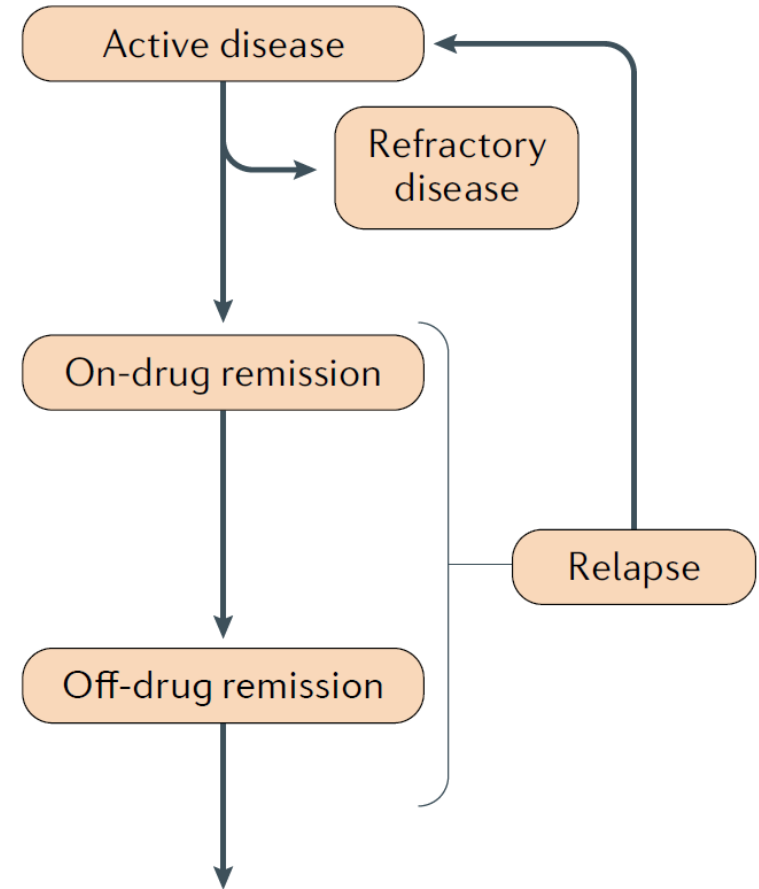 Active disease
Refractory
disease
On-drug remission
Relapse
Off-drug remission